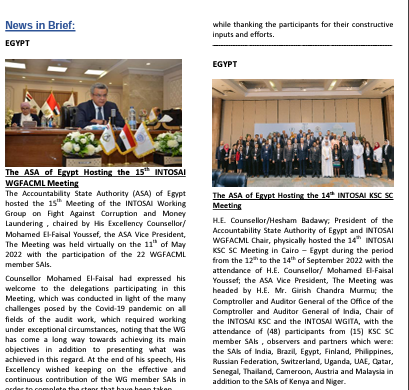 News in Brief:
EGYPT
The ASA of Egypt Hosting the 15th INTOSAI
WGFACML Meeting
The Accountability State Authority (ASA) of Egypt
hosted the 15th Meeting of the INTOSAI Working
Group on Fight Against Corruption and Money
Laundering , chaired by His Excellency Counsellor/
Mohamed El-Faisal Youssef, the ASA Vice President,
The Meeting was held virtually on the 11th of May
2022 with the participation of the 22 WGFACML
member SAIs.
Counsellor Mohamed El-Faisal had expressed his
welcome to the delegations participating in this
Meeting, which was conducted in light of the many
challenges posed by the Covid-19 pandemic on all
fields of the audit work, which required working
under exceptional circumstances, noting that the WG
has come a long way towards achieving its main
objectives in addition to presenting what was
achieved in this regard. At the end of his speech, His
Excellency wished keeping on the effective and
continuous contribution of the WG member SAIs in
order to complete the steps that have been taken
while thanking the participants for their constructive
inputs and efforts.
EGYPT
The ASA of Egypt Hosting the 14th INTOSAI KSC SC
Meeting
H.E. Counsellor/Hesham Badawy; President of the
Accountability State Authority of Egypt and INTOSAI
WGFACML Chair, physically hosted the 14th INTOSAI
KSC SC Meeting in Cairo – Egypt during the period
from the 12th to the 14th of September 2022 with the
attendance of H.E. Counsellor/ Mohamed El-Faisal
Youssef; the ASA Vice President, The Meeting was
headed by H.E. Mr. Girish Chandra Murmu; the
Comptroller and Auditor General of the Office of the
Comptroller and Auditor General of India, Chair of
the INTOSAI KSC and the INTOSAI WGITA, with the
attendance of (48) participants from (15) KSC SC
member SAIs , observers and partners which were:
the SAIs of India, Brazil, Egypt, Finland, Philippines,
Russian Federation, Switzerland, Uganda, UAE, Qatar,
Senegal, Thailand, Cameroon, Austria and Malaysia in
addition to the SAIs of Kenya and Niger.